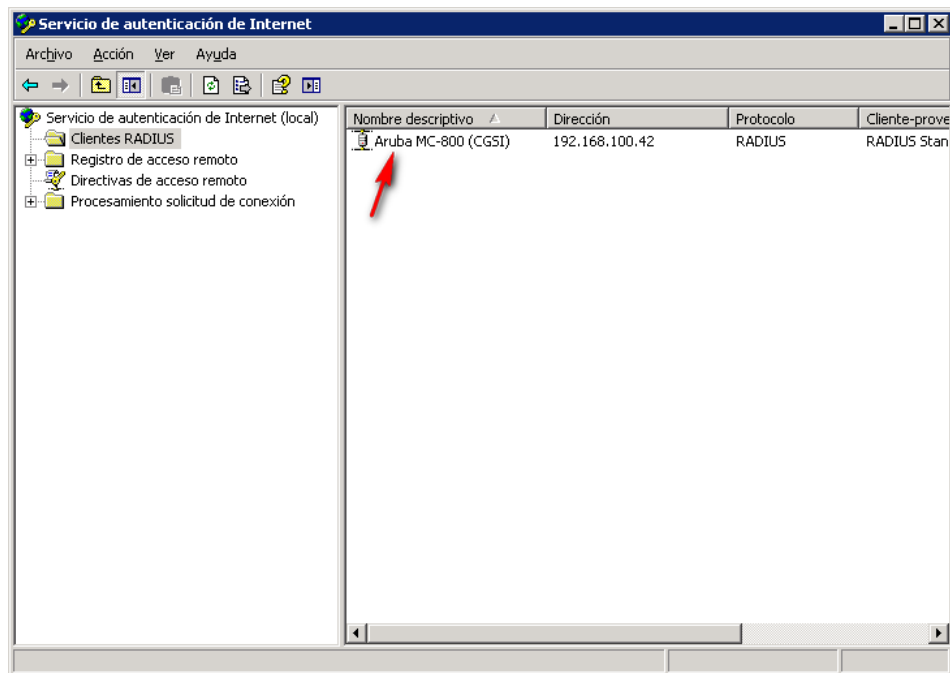 Servicio de autenticación de Internet
Archivo Acción Ver Ayuda
Servicio de autenticación de Internet (local)
Clientes RADIUS
Registro de acceso remoto
Directivas de acceso remoto
Procesamiento solicitud de conexión
Nombre descriptivo Dirección Protocolo Cliente-prove
Aruba MC-800 (CGSI) 192.168.100.42 RADIUS RADIUS Stan